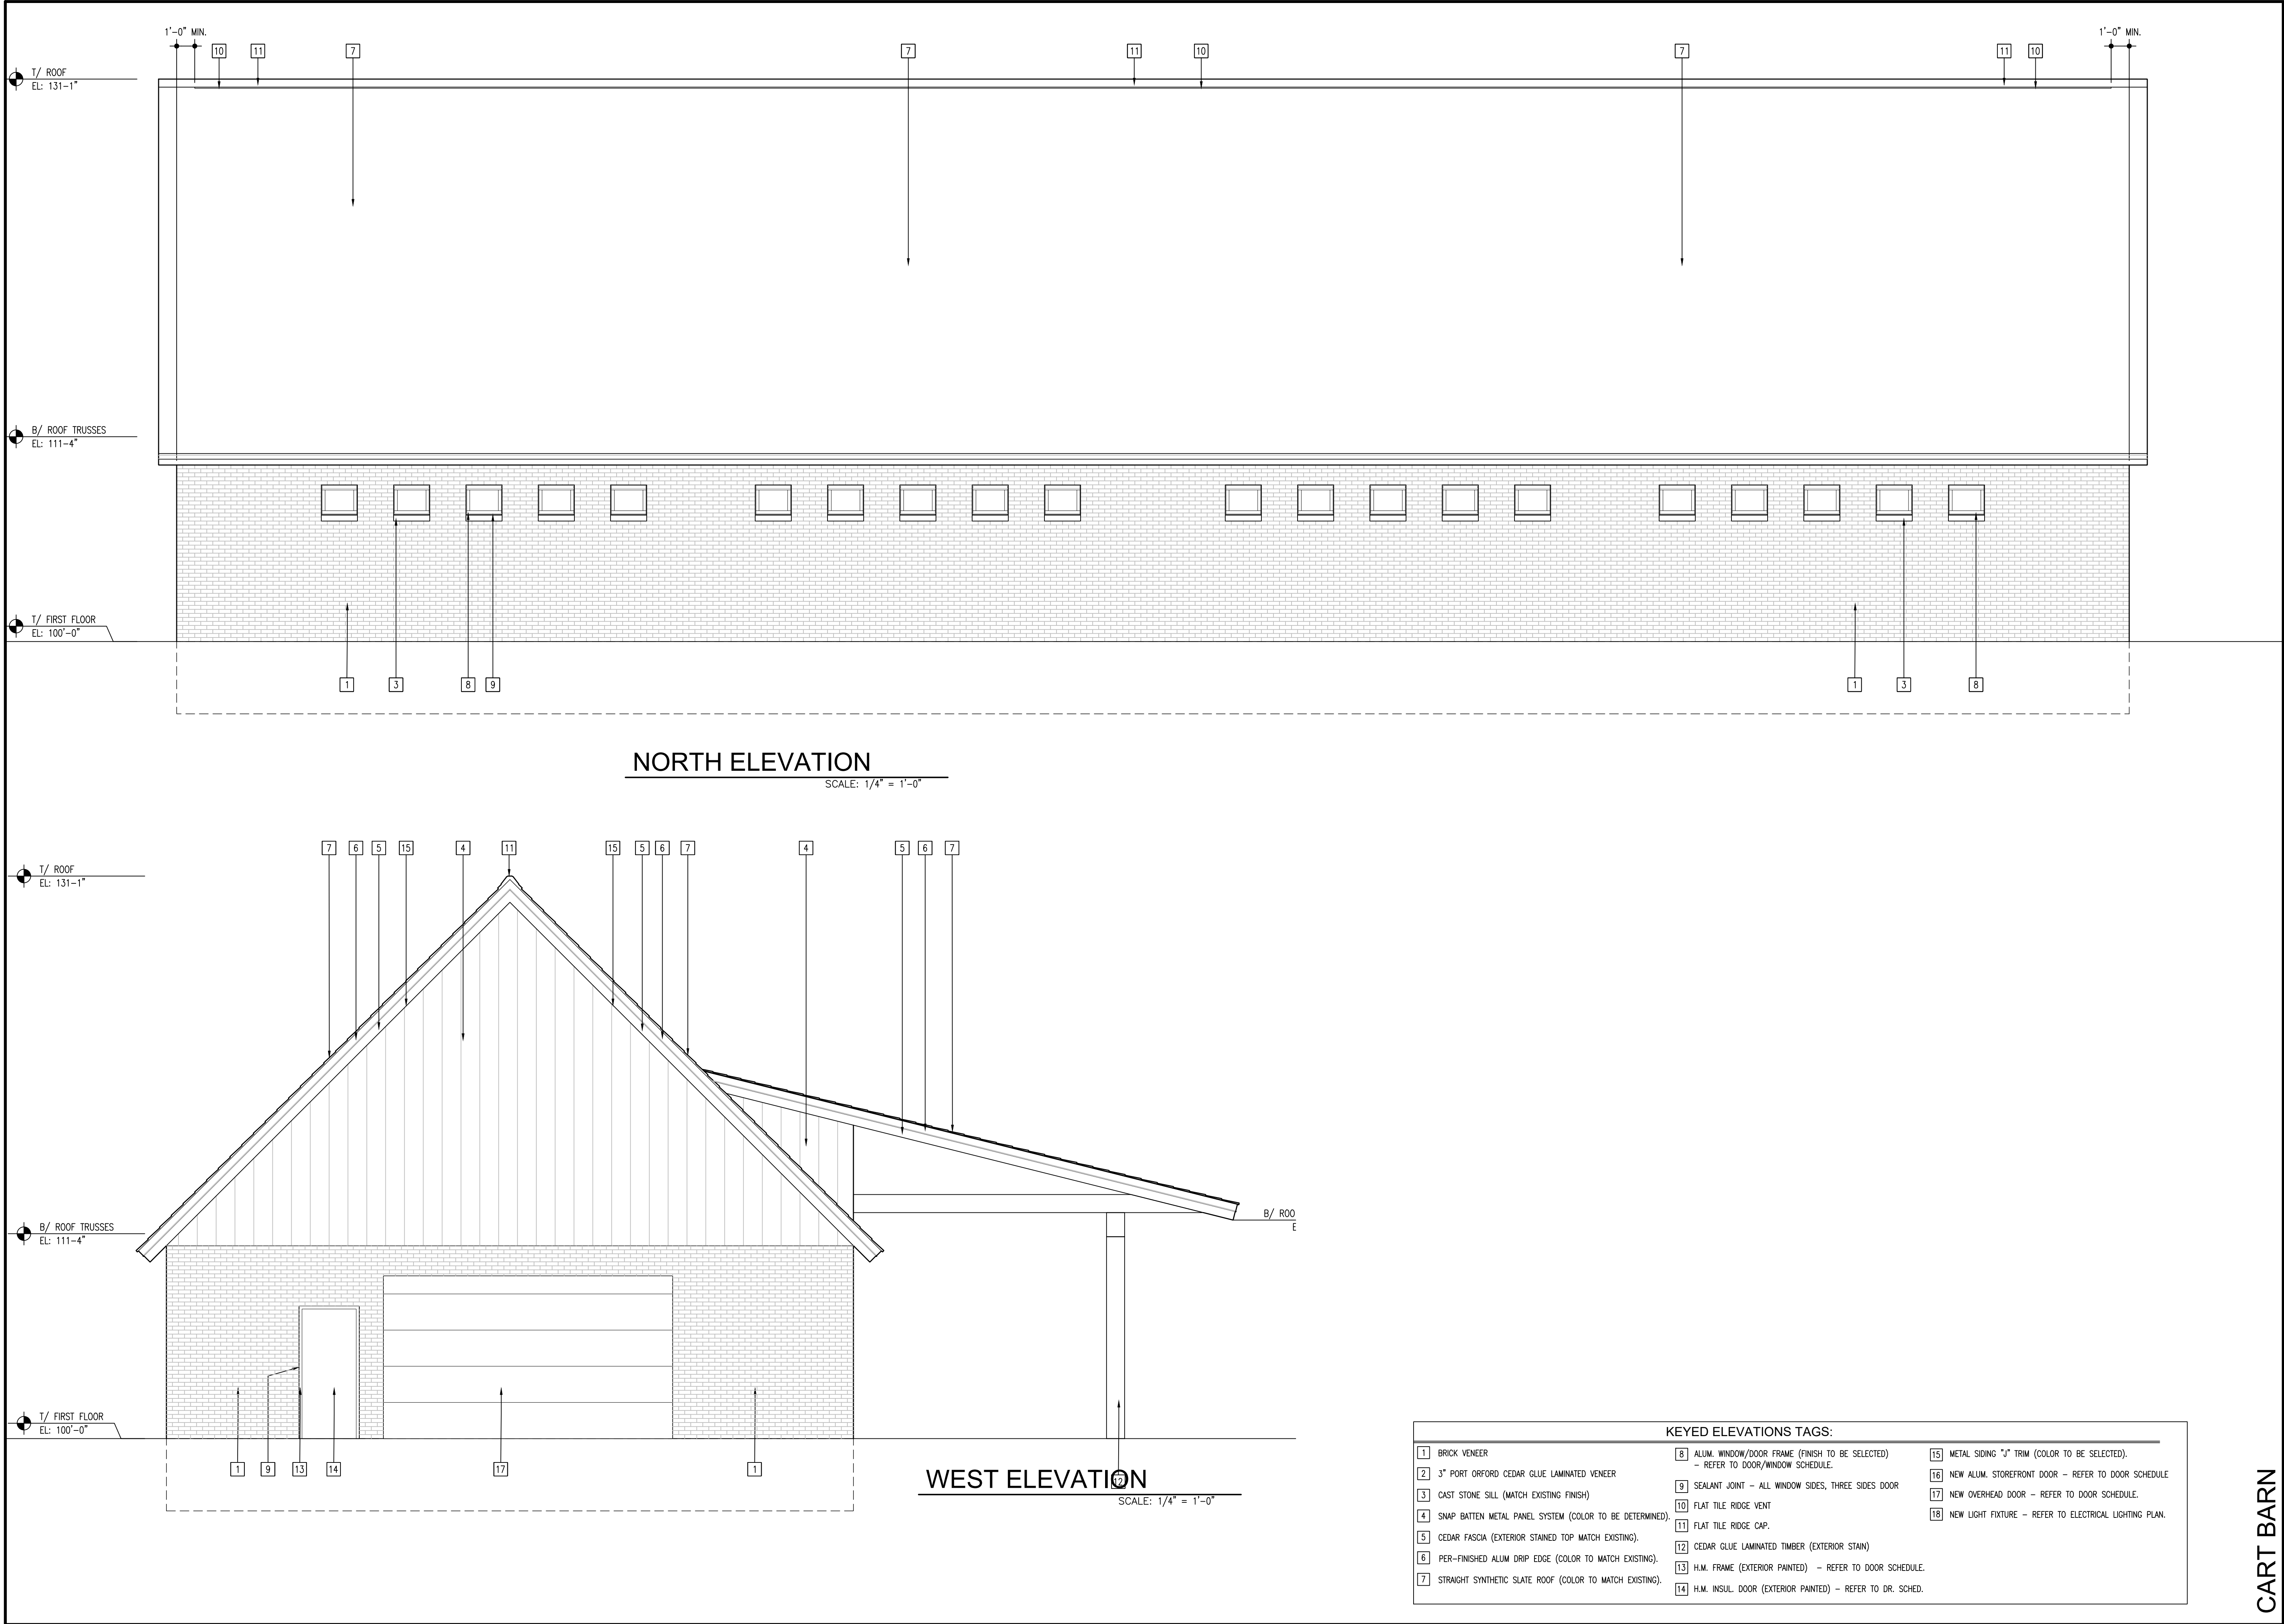 1'-0" MIN.
1'-0" MIN.
10
11
7
7
11
10
7
11
10
T/ ROOF
EL: 131-1"
B/ ROOF TRUSSES
EL: 111-4"
T/ FIRST FLOOR
EL: 100'-0"
1
3
8
9
1
3
8
NORTH ELEVATION
SCALE: 1/4" = 1'-0"
7
6
5
15
4
11
15
5
6
7
4
5
6
7
T/ ROOF
EL: 131-1"
B/ ROOF TRUSSES
EL: 111-4"
B/ ROO
E
T/ FIRST FLOOR
EL: 100'-0"
1
9
13
14
17
1
12
WEST ELEVATION
SCALE: 1/4" = 1'-0"
KEYED ELEVATIONS TAGS:
1 BRICK VENEER
2 3" PORT ORFORD CEDAR GLUE LAMINATED VENEER
3 CAST STONE SILL (MATCH EXISTING FINISH)
4 SNAP BATTEN METAL PANEL SYSTEM (COLOR TO BE DETERMINED).
5 CEDAR FASCIA (EXTERIOR STAINED TOP MATCH EXISTING).
6 PER-FINISHED ALUM DRIP EDGE (COLOR TO MATCH EXISTING).
7 STRAIGHT SYNTHETIC SLATE ROOF (COLOR TO MATCH EXISTING).
8 ALUM. WINDOW/DOOR FRAME (FINISH TO BE SELECTED)
- REFER TO DOOR/WINDOW SCHEDULE.
9 SEALANT JOINT - ALL WINDOW SIDES, THREE SIDES DOOR
10 FLAT TILE RIDGE VENT
11 FLAT TILE RIDGE CAP.
12 CEDAR GLUE LAMINATED TIMBER (EXTERIOR STAIN)
13 H.M. FRAME (EXTERIOR PAINTED) - REFER TO DOOR SCHEDULE.
14 H.M. INSUL. DOOR (EXTERIOR PAINTED) - REFER TO DR. SCHED.
15 METAL SIDING "J" TRIM (COLOR TO BE SELECTED).
16 NEW ALUM. STOREFRONT DOOR - REFER TO DOOR SCHEDULE
17 NEW OVERHEAD DOOR - REFER TO DOOR SCHEDULE.
18 NEW LIGHT FIXTURE - REFER TO ELECTRICAL LIGHTING PLAN.
CART BARN